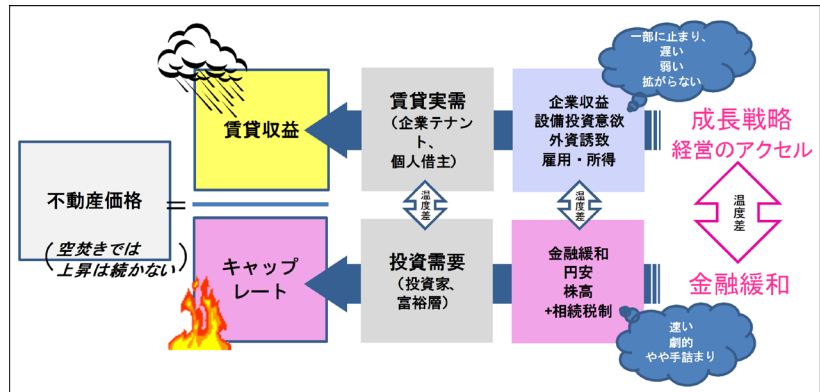 一部に止まり、
遅い
弱い
拡がらない
賃貸収益
賃貸実需
（企業テナン
ト、
個人借主）
企業収益
設備投資意欲
外資誘致
雇用・所得
成長戦略
経営のアクセル
不動産価格
=
（空焚きでは
上昇は続かない）
温度差
温度差
温度差
キャップ
レート
投資需要
（投資家、
富裕層）
金融緩和
円安
株高
+相続税制
金融緩和
速い
劇的
やや手詰まり